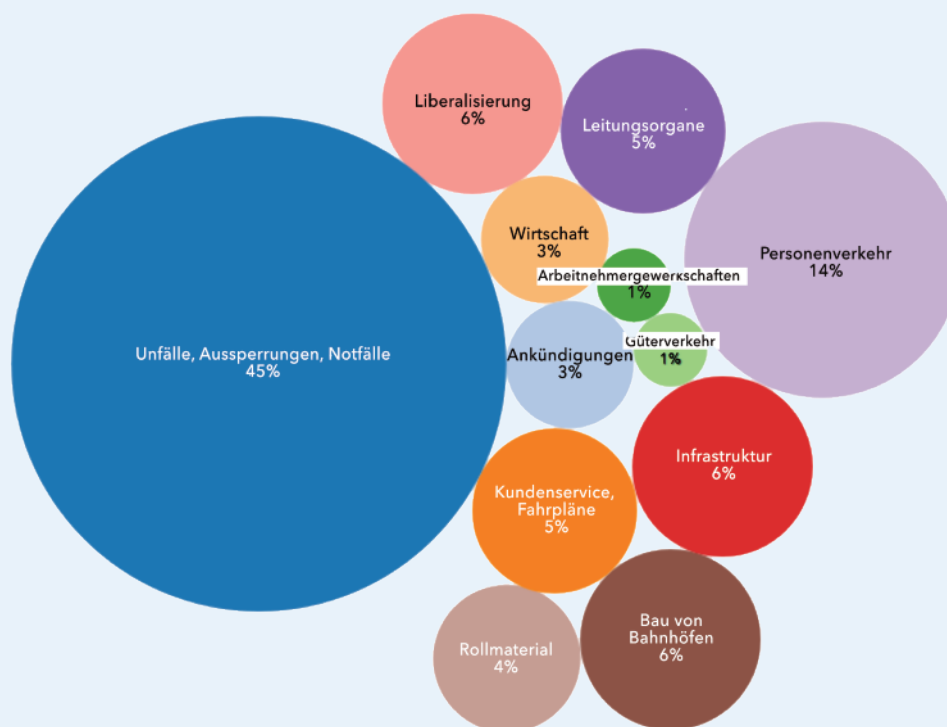 Liberalisierung
6%
Leitungsorgane
5%
Wirtschaft
3%
Personenverkehr
14%
Arbeitnehmergewerkschaften
1%
Unfälle, Aussperrungen, Notfälle
45%
Ankündigungen
3%
Güterverkehr
1%
Infrastruktur
6%
Kundenservice,
Fahrpläne
5%
Rollmaterial
4%
Bau von
Bahnhöfen
6%